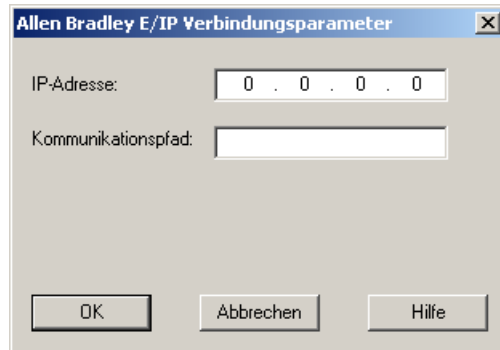 Allen Bradley E/IP Verbindungsparameter
IP-Adresse: 0 . 0 . 0 . 0
Kommunikationspfad:
OK Abbrechen Hilfe